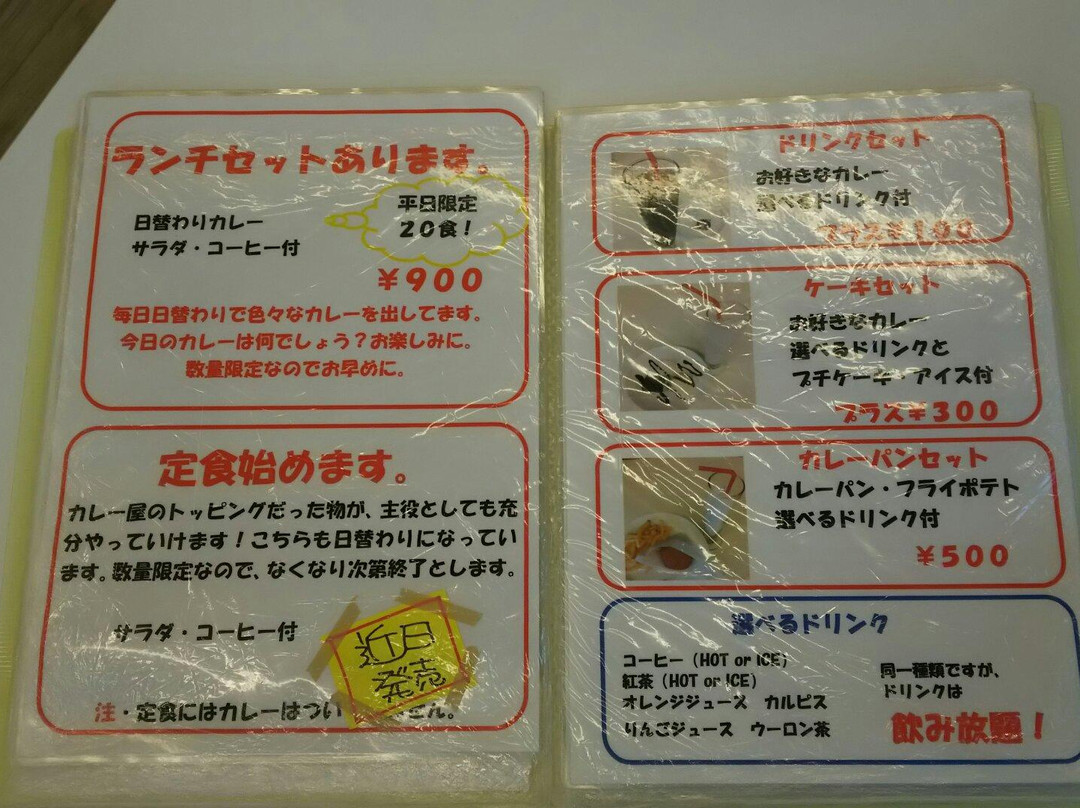 ランチセットあります。
日替わりカレー
サラダ・コーヒー付
平日限定
20食！
￥900
毎日日替わりで色々なカレーを出してます。
今日のカレーは何でしょう？お楽しみに。
数量限定なのでお早めに。
定食始めます。
カレー屋のトッピングだった物が、主役としても充
分やっていけます！こちらも日替わりになってい
ます。数量限定なので、なくなり次第終了とします。
サラダ・コーヒー付
近日
発売
注・定食にはカレーはつい
せん。
ドリンクセット
お好きなカレー
選べるドリンク付
プラス￥100
ケーキセット
お好きなカレー
選べるドリンクと
プチケーキ・アイス付
プラス￥300
カレーパンセット
カレーパン・フライポテト
選べるドリンク付
￥500
選べるドリンク
コーヒー（HOT or ICE）
紅茶（HOT or ICE）
オレンジジュース　カルピス
りんごジュース　ウーロン茶
同一種類ですが、
ドリンクは
飲み放題！